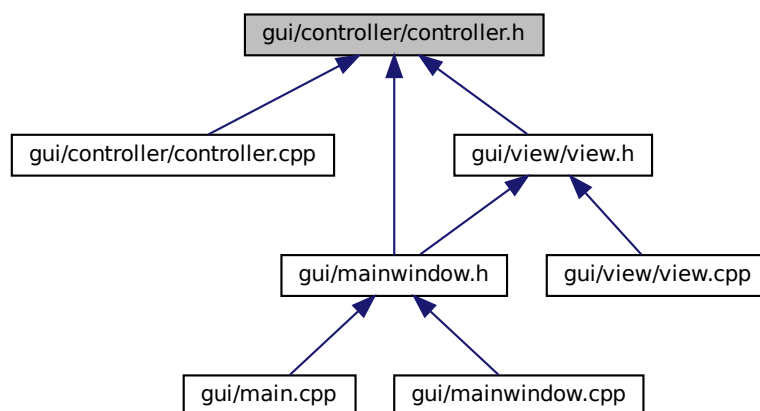 gui/controller/controller.h
gui/controller/controller.cpp
gui/view/view.h
gui/mainwindow.h
gui/view/view.cpp
gui/main.cpp
gui/mainwindow.cpp